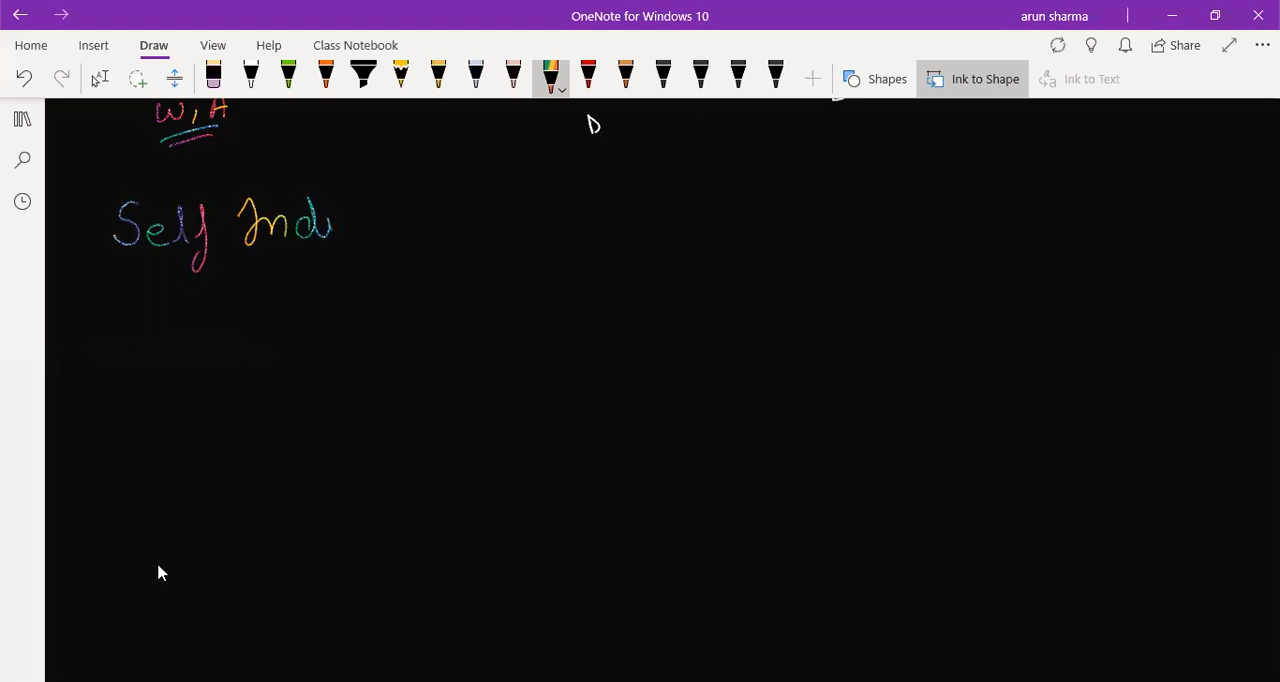 OneNote for Windows 10
arun sharma
Home Insert Draw View Help Class Notebook
Share
Shapes
Ink to Shape
Ink to Text
W, A
D
Self Indu